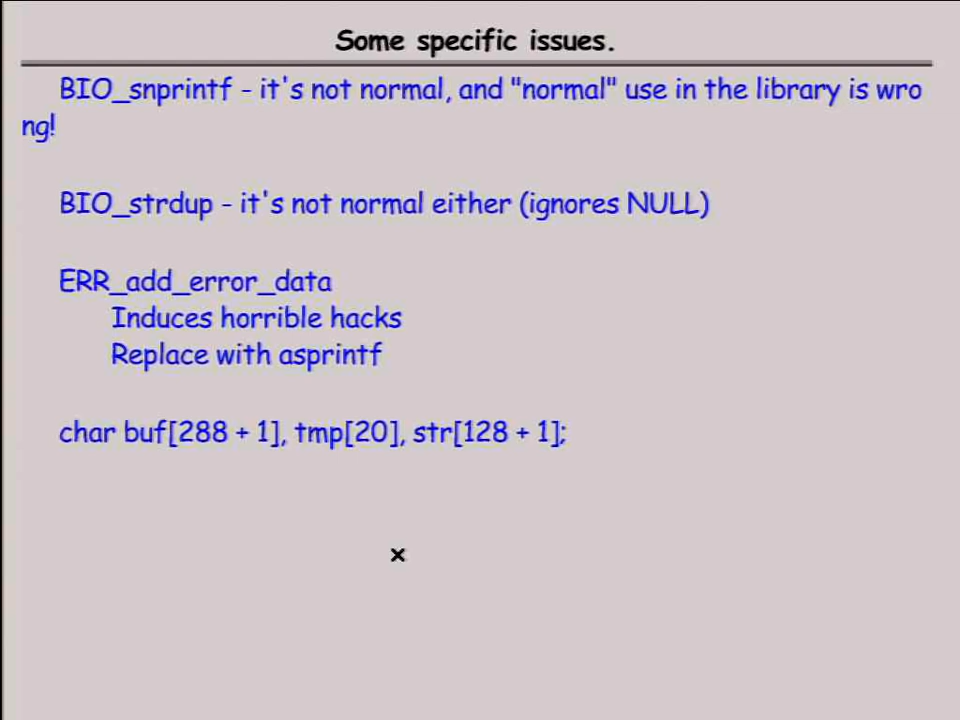 Some specific issues.
BIO_snprintf - it's not normal, and "normal" use in the library is wro
ng!
BIO_strdup - it's not normal either (ignores NULL)
ERR_add_error_data
Induces horrible hacks
Replace with asprintf
char buf[288 + 1], tmp[20], str[128 + 1];